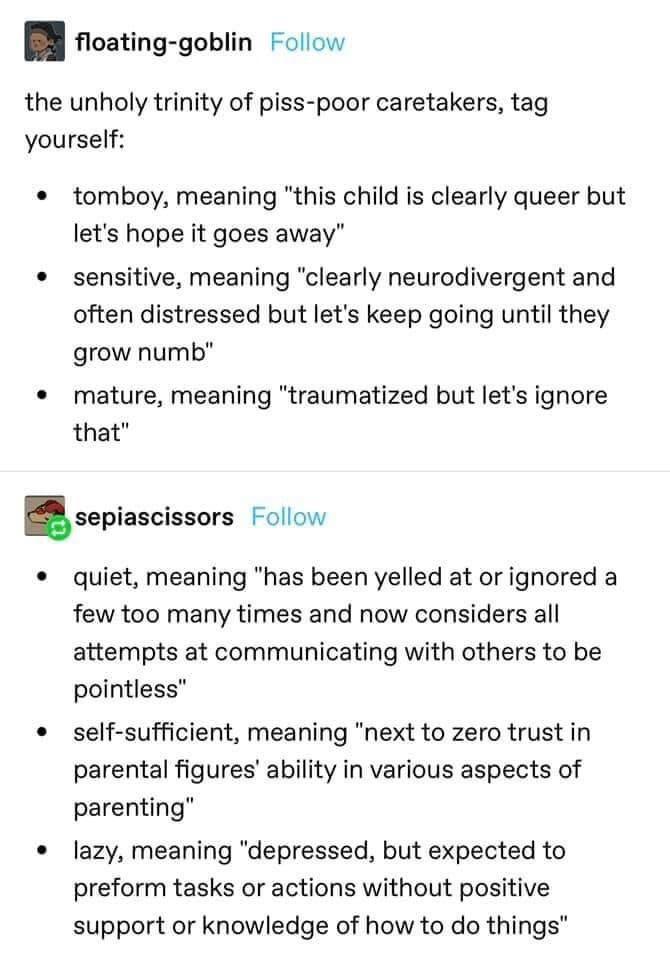 floating-goblin Follow
the unholy trinity of piss-poor caretakers, tag
yourself:
• tomboy, meaning "this child is clearly queer but
let's hope it goes away"
• sensitive, meaning "clearly neurodivergent and
often distressed but let's keep going until they
grow numb"
• mature, meaning "traumatized but let's ignore
that"
sepiascissors Follow
• quiet, meaning "has been yelled at or ignored a
few too many times and now considers all
attempts at communicating with others to be
pointless"
• self-sufficient, meaning "next to zero trust in
parental figures' ability in various aspects of
parenting"
• lazy, meaning "depressed, but expected to
preform tasks or actions without positive
support or knowledge of how to do things"